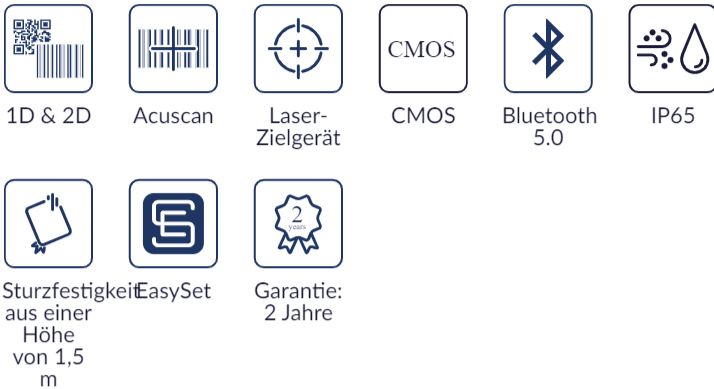 CMOS
1D & 2D
Acuscan
Laser-
Zielgerät
CMOS
Bluetooth
5.0
IP65
2
years
Sturzfestigkeit
aus einer
Höhe
von 1,5
m
EasySet
Garantie:
2 Jahre